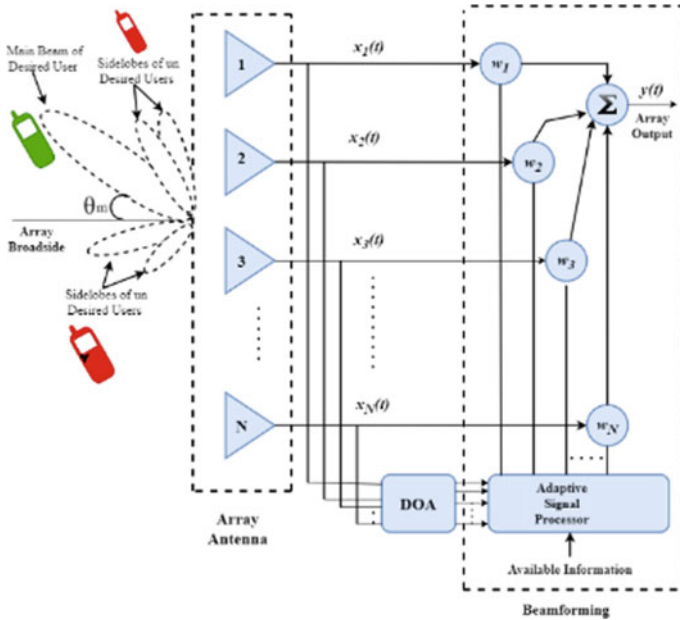 Main Beam of
Desired User
Sidelobes of un
Desired Users
θm
Array
Broadside
Sidelobes of un
Desired Users
1
2
3
N
Array
Antenna
x1(t)
x2(t)
x3(t)
xN(t)
w1
w2
w3
wN
Σ
y(t)
Array
Output
DOA
Adaptive
Signal
Processor
Available Information
Beamforming